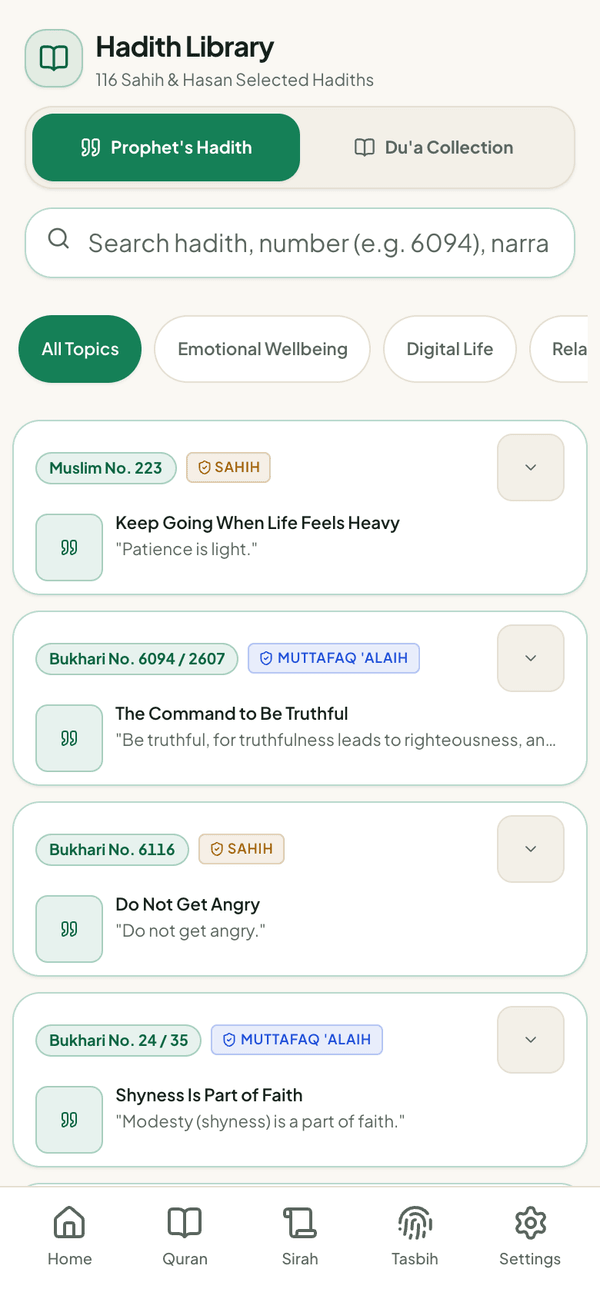 Hadith Library
116 Sahih & Hasan Selected Hadiths
Prophet's Hadith
Du'a Collection
Search hadith, number (e.g. 6094), narra
All Topics
Emotional Wellbeing
Digital Life
Rela
Muslim No. 223
SAHIH
Keep Going When Life Feels Heavy
"Patience is light."
Bukhari No. 6094 / 2607
MUTTAFAQ 'ALAIH
The Command to Be Truthful
"Be truthful, for truthfulness leads to righteousness, an...
Bukhari No. 6116
SAHIH
Do Not Get Angry
"Do not get angry."
Bukhari No. 24 / 35
MUTTAFAQ 'ALAIH
Shyness Is Part of Faith
"Modesty (shyness) is a part of faith."
Home
Quran
Sirah
Tasbih
Settings